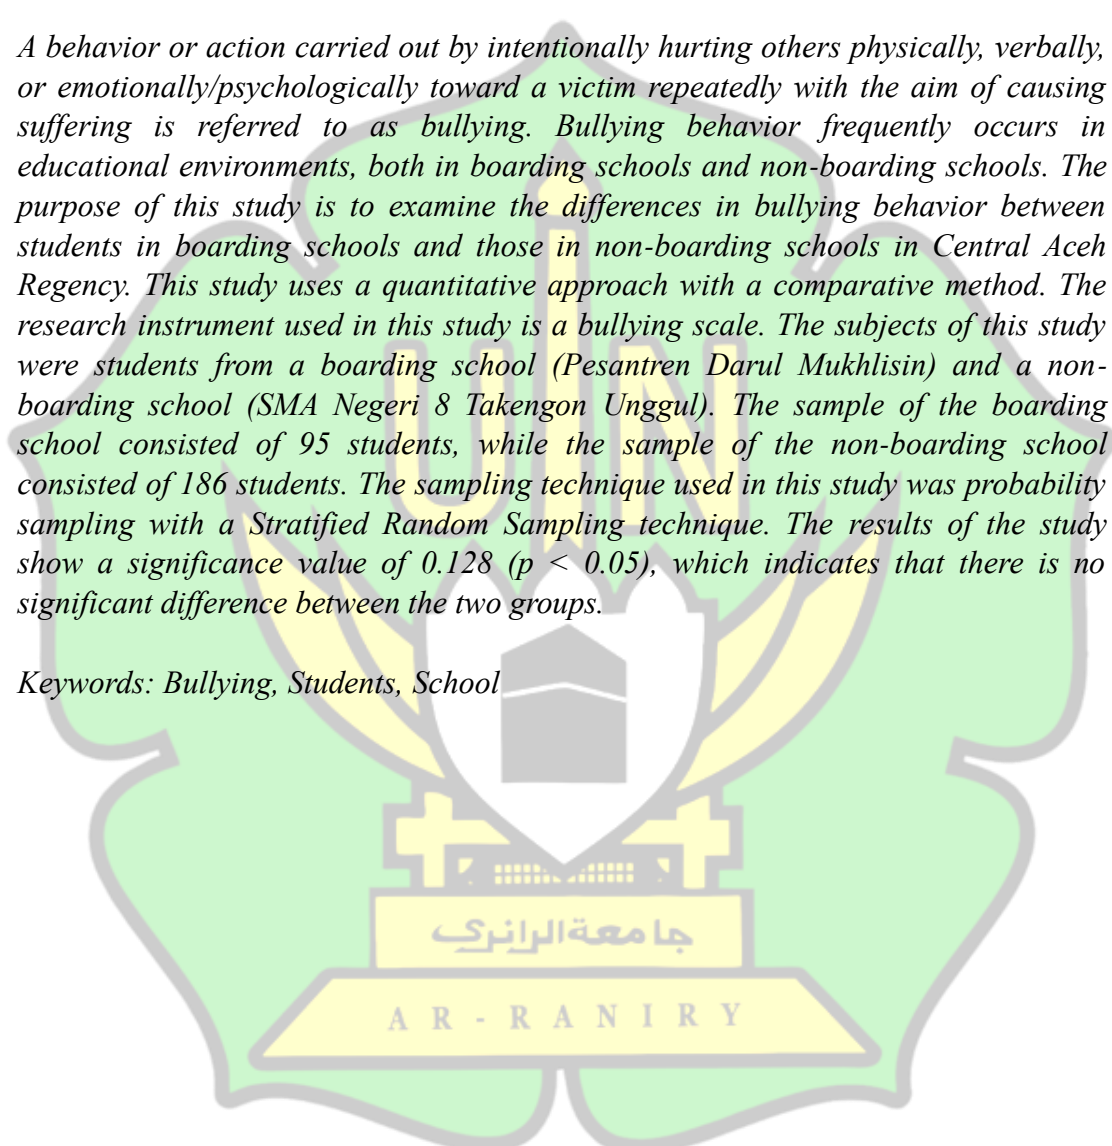 A behavior or action carried out by intentionally hurting others physically, verbally,
or emotionally/psychologically toward a victim repeatedly with the aim of causing
suffering is referred to as bullying. Bullying behavior frequently occurs in
educational environments, both in boarding schools and non-boarding schools. The
purpose of this study is to examine the differences in bullying behavior between
students in boarding schools and those in non-boarding schools in Central Aceh
Regency. This study uses a quantitative approach with a comparative method. The
research instrument used in this study is a bullying scale. The subjects of this study
were students from a boarding school (Pesantren Darul Mukhlisin) and a non-
boarding school (SMA Negeri 8 Takengon Unggul). The sample of the boarding
school consisted of 95 students, while the sample of the non-boarding school
consisted of 186 students. The sampling technique used in this study was probability
sampling with a Stratified Random Sampling technique. The results of the study
show a significance value of 0.128 (p < 0.05), which indicates that there is no
significant difference between the two groups.
Keywords: Bullying, Students, School
UIN
جامعة الرانري
AR-RANIRY